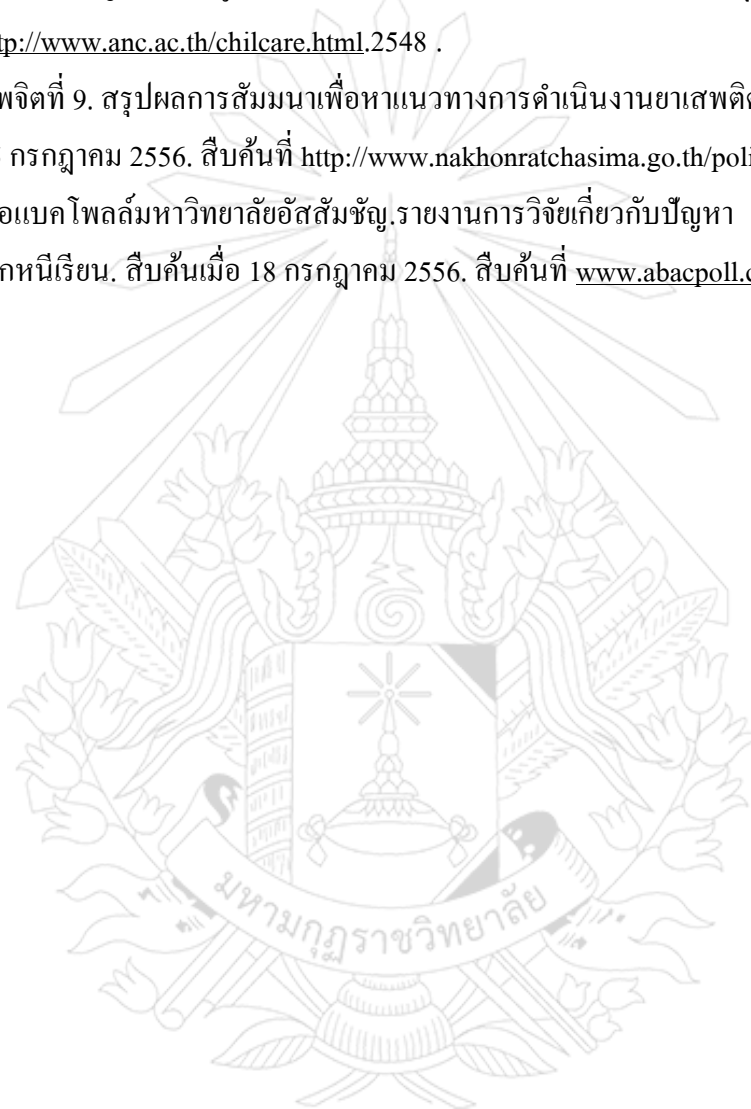 tp://www.anc.ac.th/chilcare.html.2548 .
พจิตที่ 9. สรุปผลการสัมมนาเพื่อหาแนวทางการดำเนินงานยาเสพติด
กรกฎาคม 2556. สืบค้นที่ http://www.nakhonratchasima.go.th/poli
อแบคโพลล์มหาวิทยาลัยอัสสัมชัญ.รายงานการวิจัยเกี่ยวกับปัญหา
กหนีเรียน. สืบค้นเมื่อ 18 กรกฎาคม 2556. สืบค้นที่ www.abacpoll.c
มหามกุฏราชวิทยาลัย